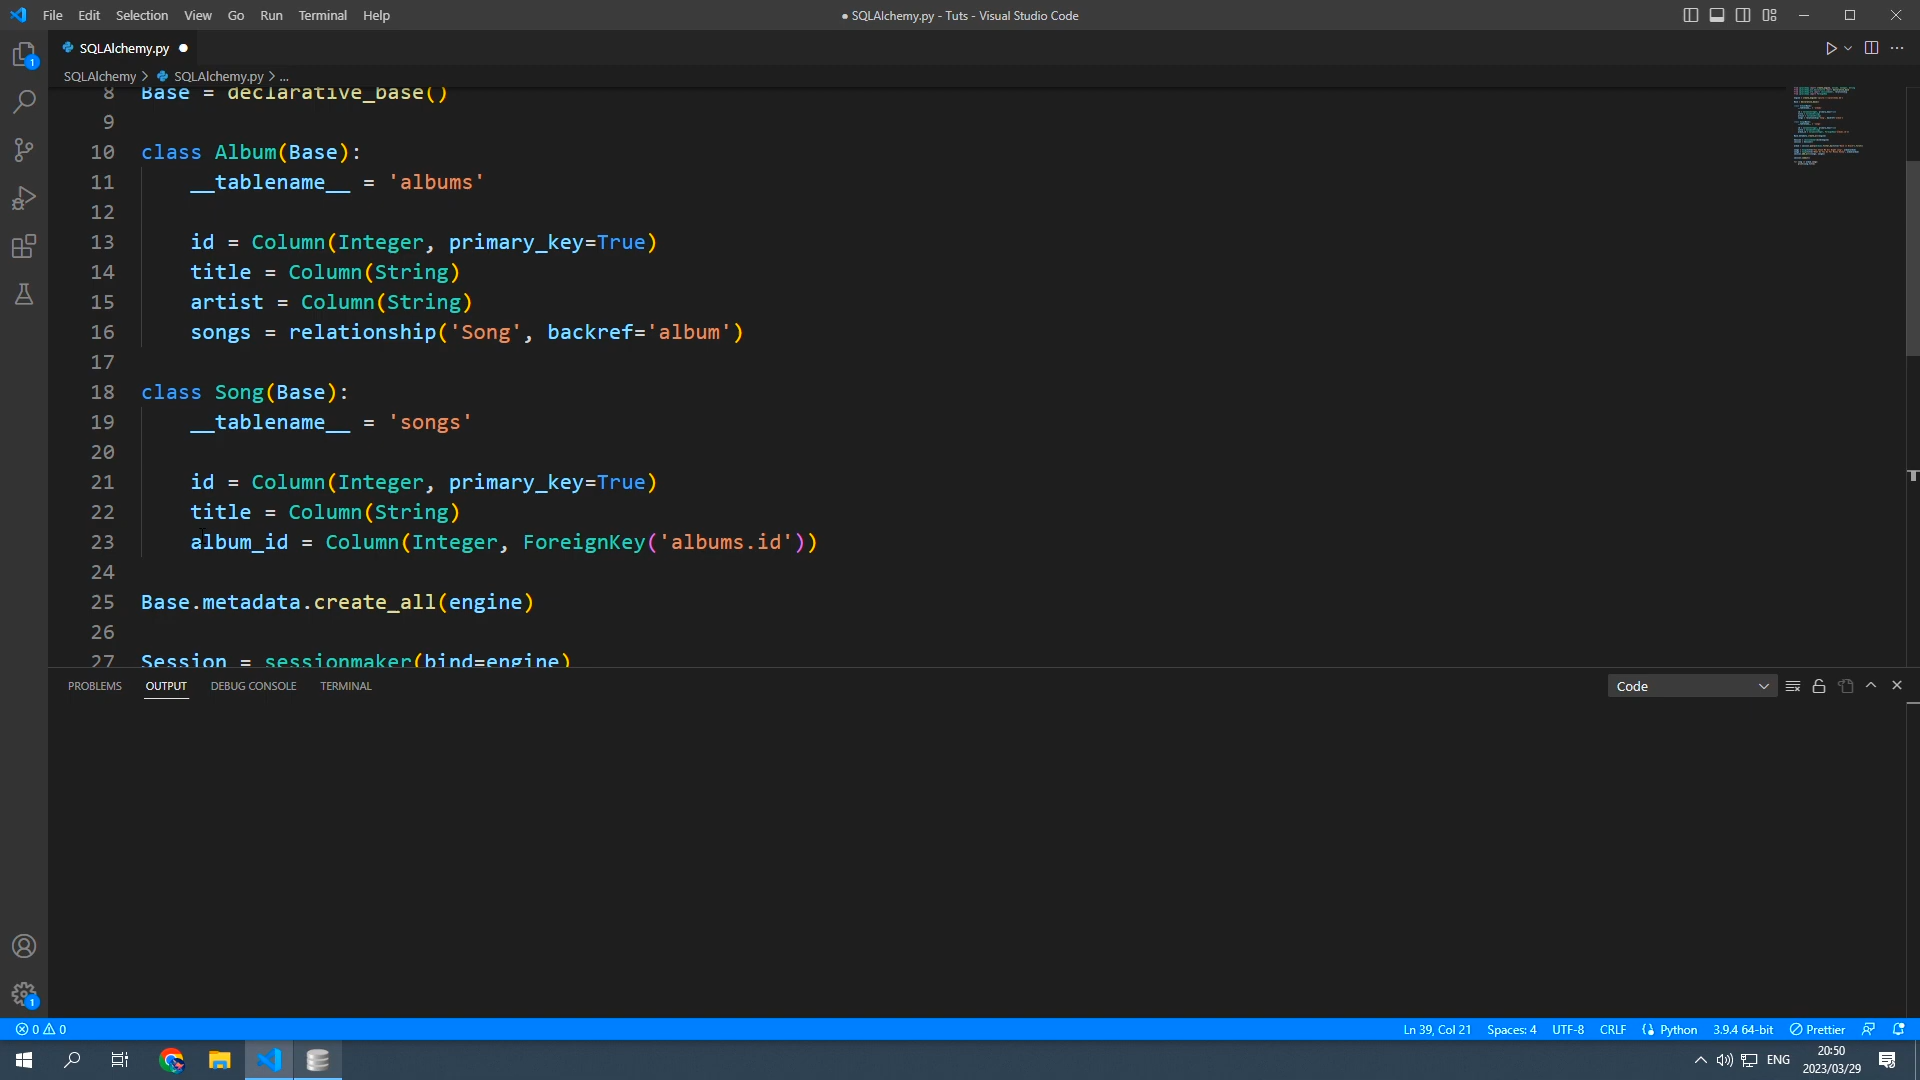 File Edit Selection View Go Run Terminal Help
● SQLAlchemy.py - Tuts - Visual Studio Code
SQLAlchemy.py ●
SQLAlchemy > SQLAlchemy.py > ...
8 Base = declarative_base()
9
10 class Album(Base):
11 __tablename__ = 'albums'
12
13 id = Column(Integer, primary_key=True)
14 title = Column(String)
15 artist = Column(String)
16 songs = relationship('Song', backref='album')
17
18 class Song(Base):
19 __tablename__ = 'songs'
20
21 id = Column(Integer, primary_key=True)
22 title = Column(String)
23 album_id = Column(Integer, ForeignKey('albums.id'))
24
25 Base.metadata.create_all(engine)
26
27 Session = sessionmaker(bind=engine)
PROBLEMS OUTPUT DEBUG CONSOLE TERMINAL
Code
1
1
0 0
Ln 39, Col 21 Spaces: 4 UTF-8 CRLF Python 3.9.4 64-bit Prettier
ENG
20:50
2023/03/29